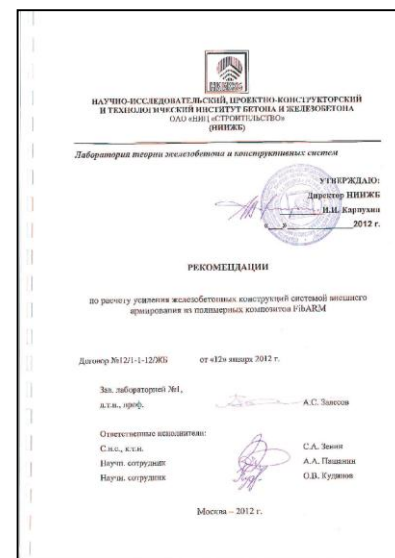 НАУЧНО-ИССЛЕДОВАТЕЛЬСКИЙ, ПРОЕКТНО-КОНСТРУКТОРСКИЙ
И ТЕХНОЛОГИЧЕСКИЙ ИНСТИТУТ БЕТОНА И ЖЕЛЕЗОБЕТОНА
ОАО «НИЦ «СТРОИТЕЛЬСТВО»
(НИИЖБ)
Лаборатория теории железобетона и конструктивных систем
УТВЕРЖДАЮ:
Директор НИИЖБ
И.И. Карпухин
«__»__________2012 г.
РЕКОМЕНДАЦИИ
по расчету усиления железобетонных конструкций системой внешнего
армирования из полимерных композитов FibARM
Договор №12/1-1-12/ЖБ от «12» января 2012 г.
Зав. лабораторией №1,
д.т.н., проф. А.С. Залесов
Ответственные исполнители:
С.н.с., к.т.н. С.А. Зенин
Научн. сотрудник А.А. Пащанин
Научн. сотрудник О.В. Кудинов
Москва – 2012 г.